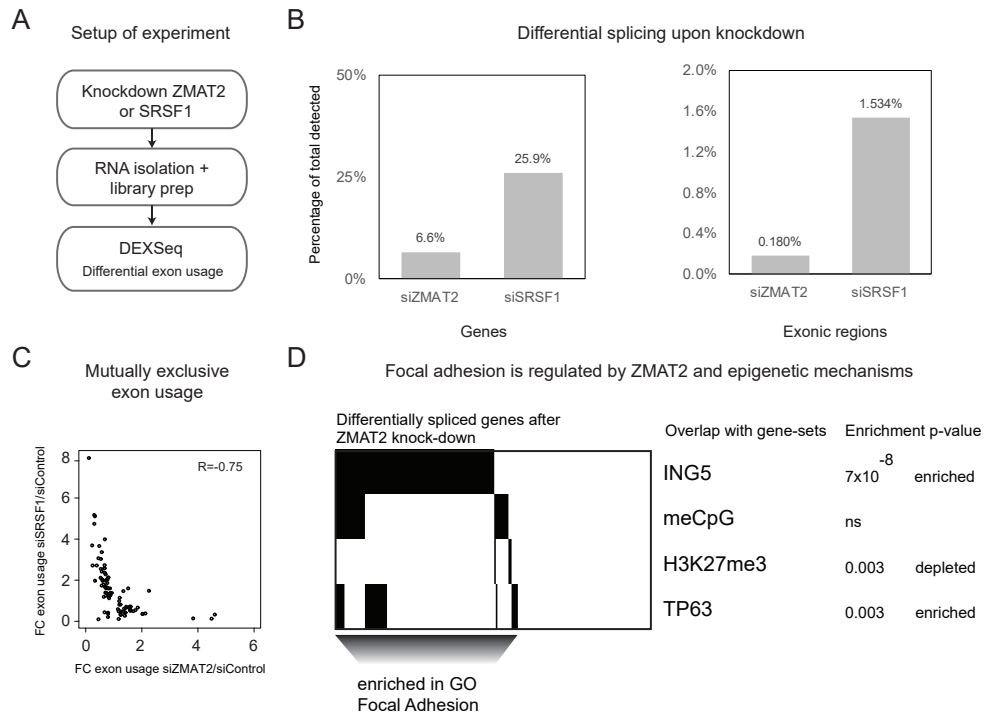 A
Setup of experiment
Knockdown ZMAT2
or SRSF1
RNA isolation +
library prep
DEXSeq
Differential exon usage
B
Differential splicing upon knockdown
Percentage of total detected
50%
25%
0%
6.6%
25.9%
siZMAT2
siSRSF1
Genes
2.0%
1.6%
1.2%
0.8%
0.4%
0.0%
0.180%
1.534%
siZMAT2
siSRSF1
Exonic regions
C
Mutually exclusive
exon usage
FC exon usage siSRSF1/siControl
8
6
4
2
0
R=-0.75
0
2
4
6
FC exon usage siZMAT2/siControl
D
Focal adhesion is regulated by ZMAT2 and epigenetic mechanisms
Differentially spliced genes after
ZMAT2 knock-down
Overlap with gene-sets
Enrichment p-value
ING5
7x10-8
enriched
meCpG
ns
H3K27me3
0.003
depleted
TP63
0.003
enriched
enriched in GO
Focal Adhesion